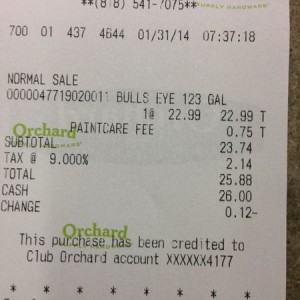 **(818) 541-7075**
SUPPLY HARDWARE
700 01 437 4644 01/31/14 07:37:18
NORMAL SALE
0000047719020011 BULLS EYE 123 GAL
1@ 22.99 22.99 T
Orchard
PAINTCARE FEE 0.75 T
SUBTOTAL 23.74
TAX @ 9.000% 2.14
TOTAL 25.88
CASH 26.00
CHANGE 0.12-
Orchard
This purchase has been credited to
Club Orchard account XXXXXX4177
* * * * * * * *